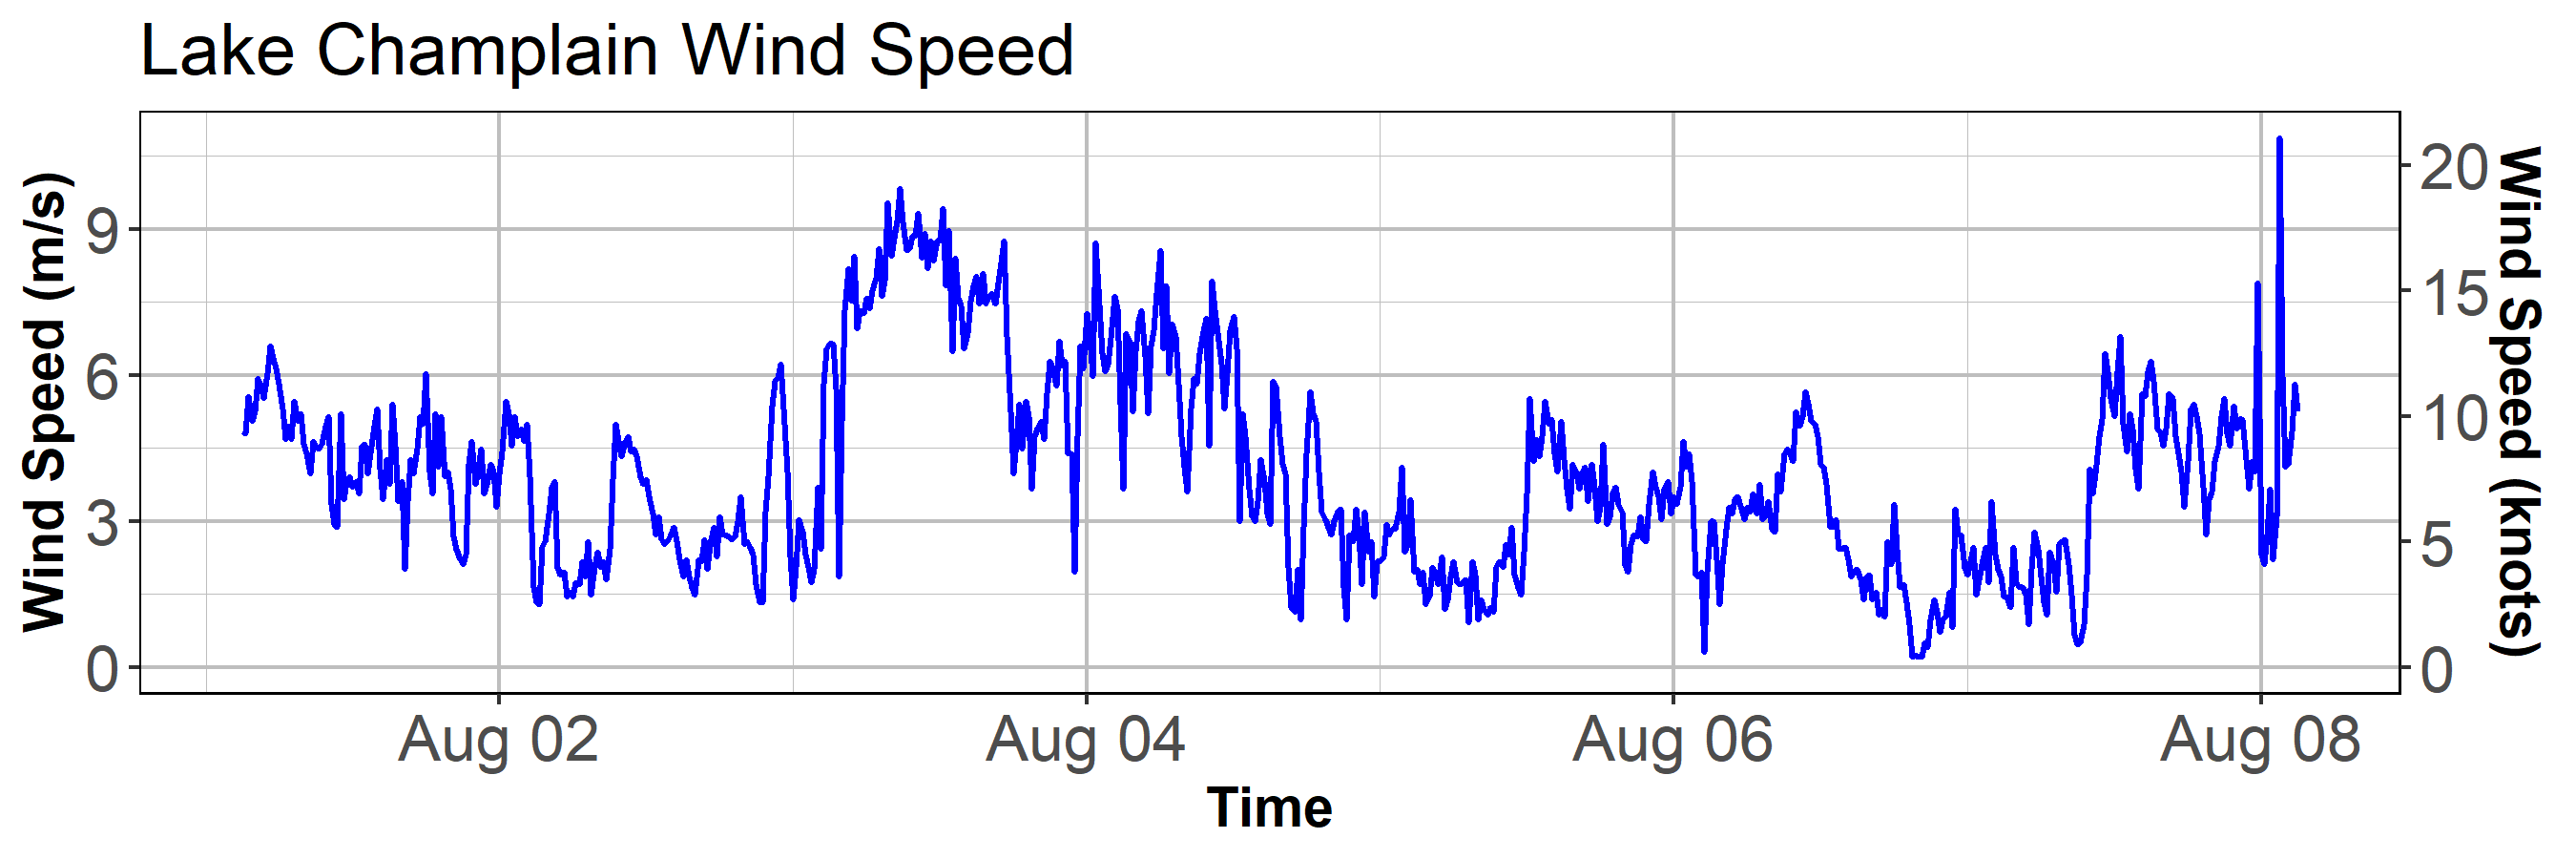 Lake Champlain Wind Speed
Wind Speed (m/s)
9
6
3
0
20
15
10
5
0
Wind Speed (knots)
Aug 02
Aug 04
Aug 06
Aug 08
Time